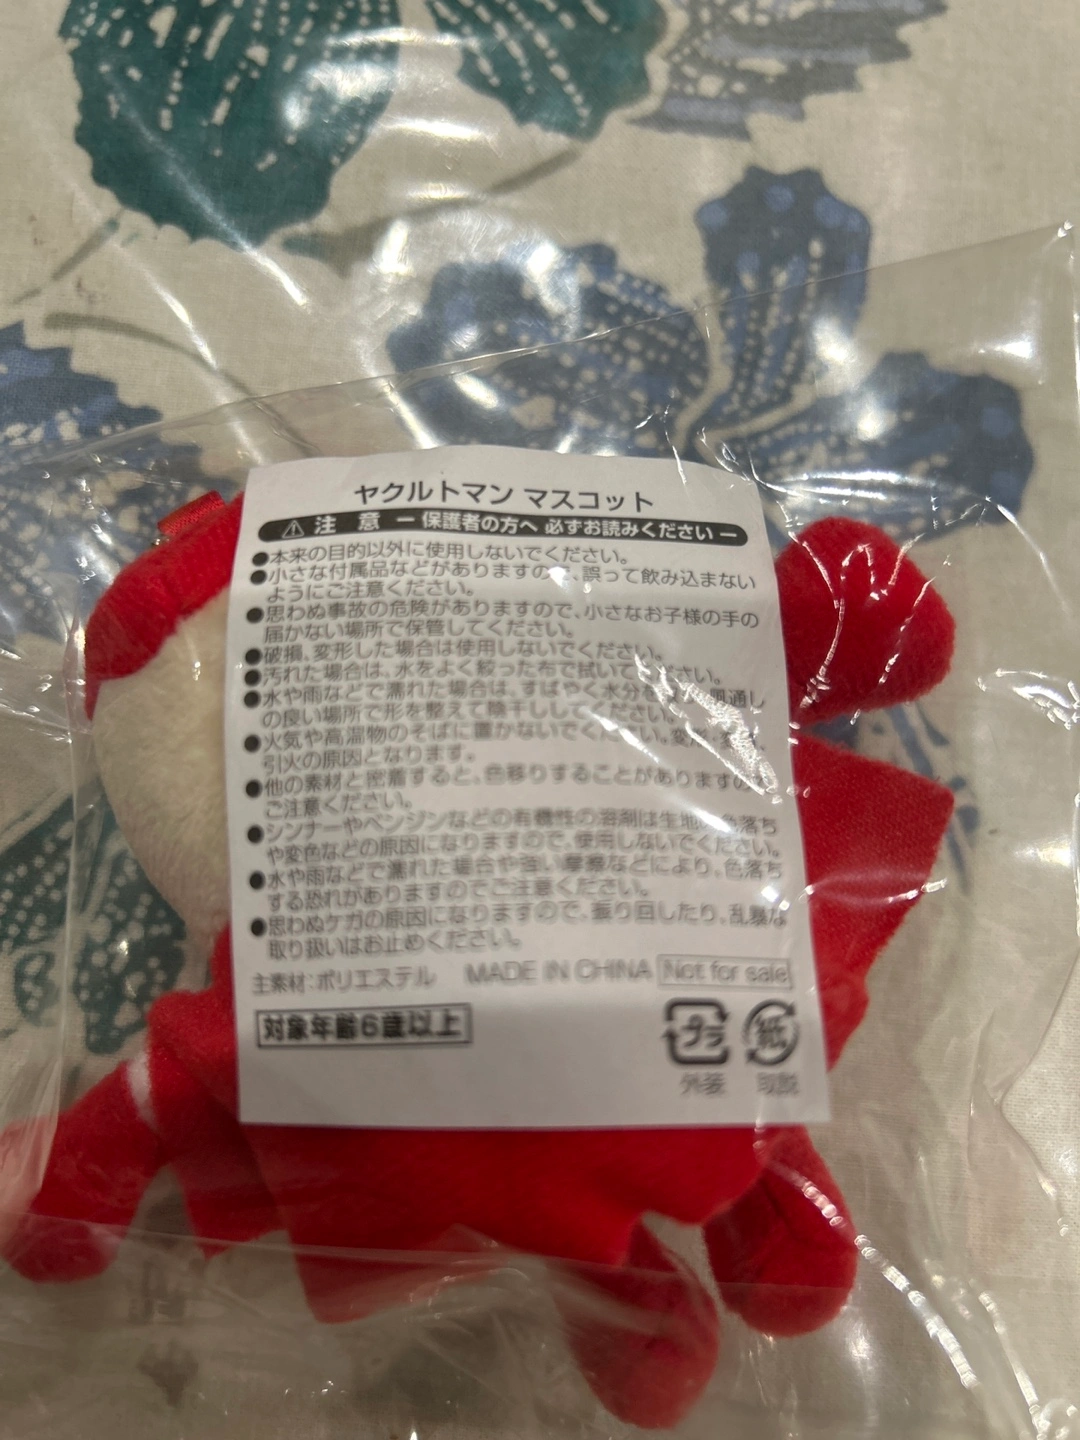 ヤクルトマン マスコット
⚠ 注 意 ー 保護者の方へ 必ずお読みください ー
●本来の目的以外に使用しないでください。
●小さな付属品などがありますので、誤って飲み込まない
ようにご注意ください。
●思わぬ事故の危険がありますので、小さなお子様の手の
届かない場所で保管してください。
●破損、変形した場合は使用しないでください。
●汚れた場合は、水をよく絞った布で拭いてください。
●水や雨などで濡れた場合は、すばやく水分を 風通し
の良い場所で形を整えて陰干ししてください。
●火気や高温物のそばに置かないでください。変形・変
引火の原因となります。
●他の素材と密着すると、色移りすることがありますので
ご注意ください。
●シンナーやベンジンなどの有機性の溶剤は生地の色落ち
や変色などの原因になりますので、使用しないでください。
●水や雨などで濡れた場合や強い摩擦などにより、色落ち
する恐れがありますのでご注意ください。
●思わぬケガの原因になりますので、振り回したり、乱暴な
取り扱いはお止めください。
主素材:ポリエステル MADE IN CHINA Not for sale
対象年齢6歳以上
プラ 紙
外装 取説